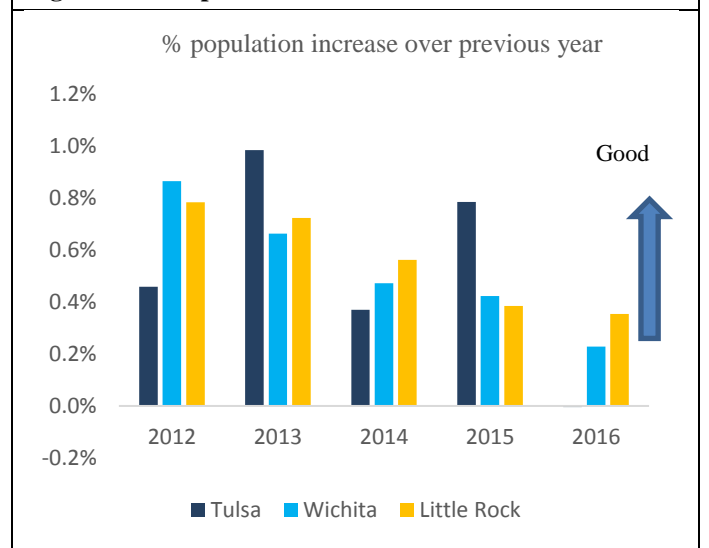 % population increase over previous year
1.2%
1.0%
Good
0.8%
0.6%
0.4%
0.2%
0.0%
2012 2013 2014 2015 2016
-0.2%
Tulsa Wichita Little Rock